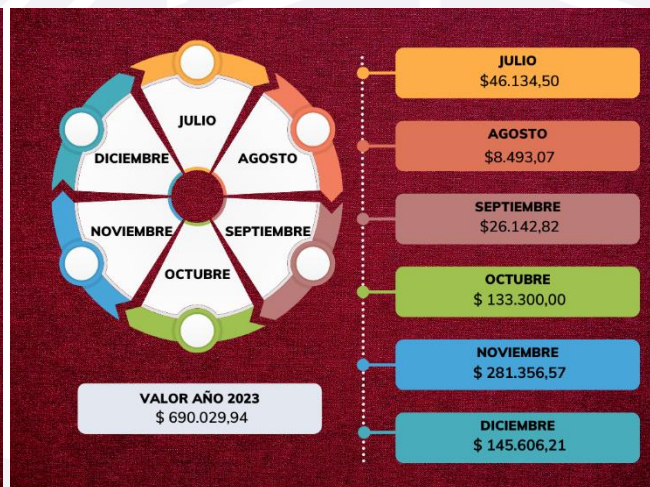 JULIO
DICIEMBRE
AGOSTO
NOVIEMBRE
SEPTIEMBRE
OCTUBRE
VALOR AÑO 2023
$ 690.029,94
JULIO
$46.134,50
AGOSTO
$8.493,07
SEPTIEMBRE
$26.142,82
OCTUBRE
$ 133.300,00
NOVIEMBRE
$ 281.356,57
DICIEMBRE
$ 145.606,21